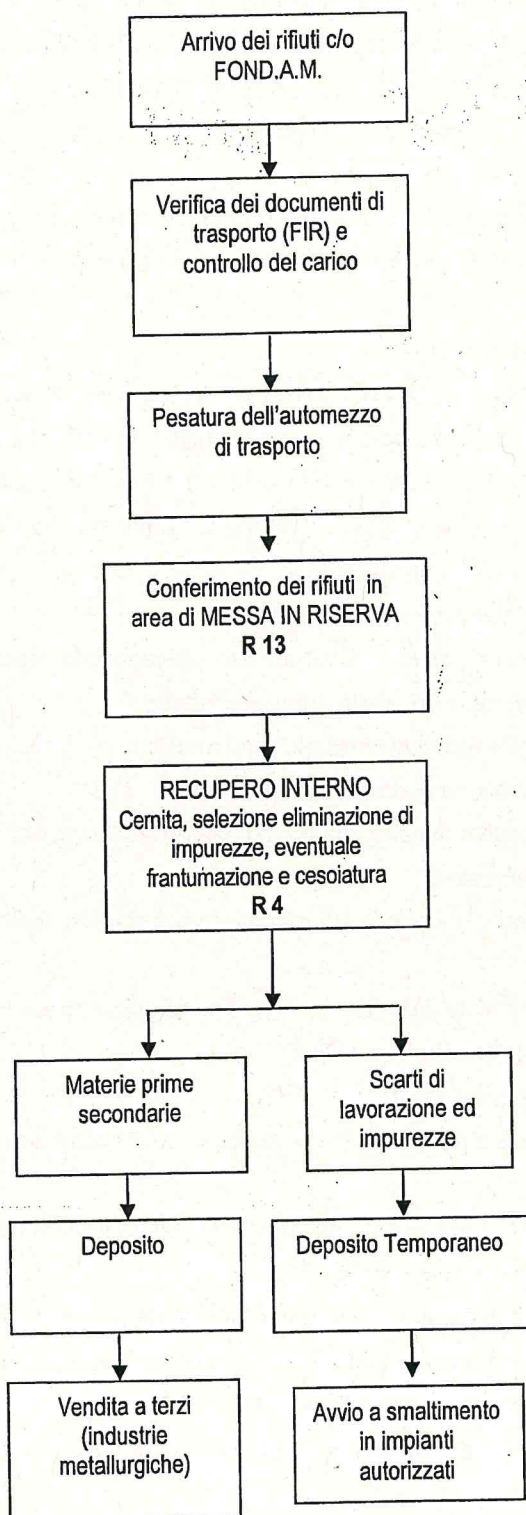 Arrivo dei rifiuti c/o
FOND.A.M.
Verifica dei documenti di
trasporto (FIR) e
controllo del carico
Pesatura dell'automezzo
di trasporto
Conferimento dei rifiuti in
area di MESSA IN RISERVA
R 13
RECUPERO INTERNO
Cernita, selezione eliminazione di
impurezze, eventuale
frantumazione e cesoiatura
R 4
Materie prime
secondarie
Scarti di
lavorazione ed
impurezze
Deposito
Deposito Temporaneo
Vendita a terzi
(industrie
metallurgiche)
Avvio a smaltimento
in impianti
autorizzati